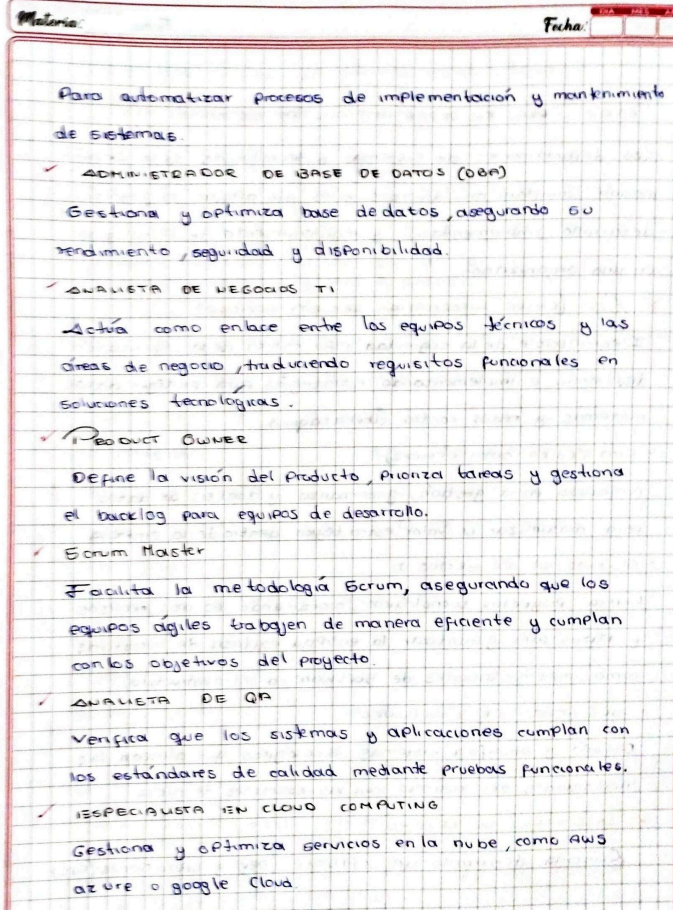 Materia:
Fecha:
DIA MES
Para automatizar procesos de implementación y mantenimiento
de sistemas.
ADMINISTRADOR DE BASE DE DATOS (DBA)
Gestiona y optimiza base de datos, asegurando su
rendimiento, seguridad y disponibilidad.
ANALISTA DE NEGOCIOS TI
Actúa como enlace entre los equipos técnicos y las
áreas de negocio, traduciendo requisitos funcionales en
soluciones tecnológicas.
PRODUCT OWNER
Define la visión del producto, prioriza tareas y gestiona
el backlog para equipos de desarrollo.
Scrum Master
Facilita la metodología Scrum, asegurando que los
equipos ágiles trabajen de manera eficiente y cumplan
con los objetivos del proyecto.
ANALISTA DE QA
Verifica que los sistemas y aplicaciones cumplan con
los estándares de calidad mediante pruebas funcionales.
ESPECIALISTA EN CLOUD COMPUTING
Gestiona y optimiza servicios en la nube, como AWS
azure o google Cloud